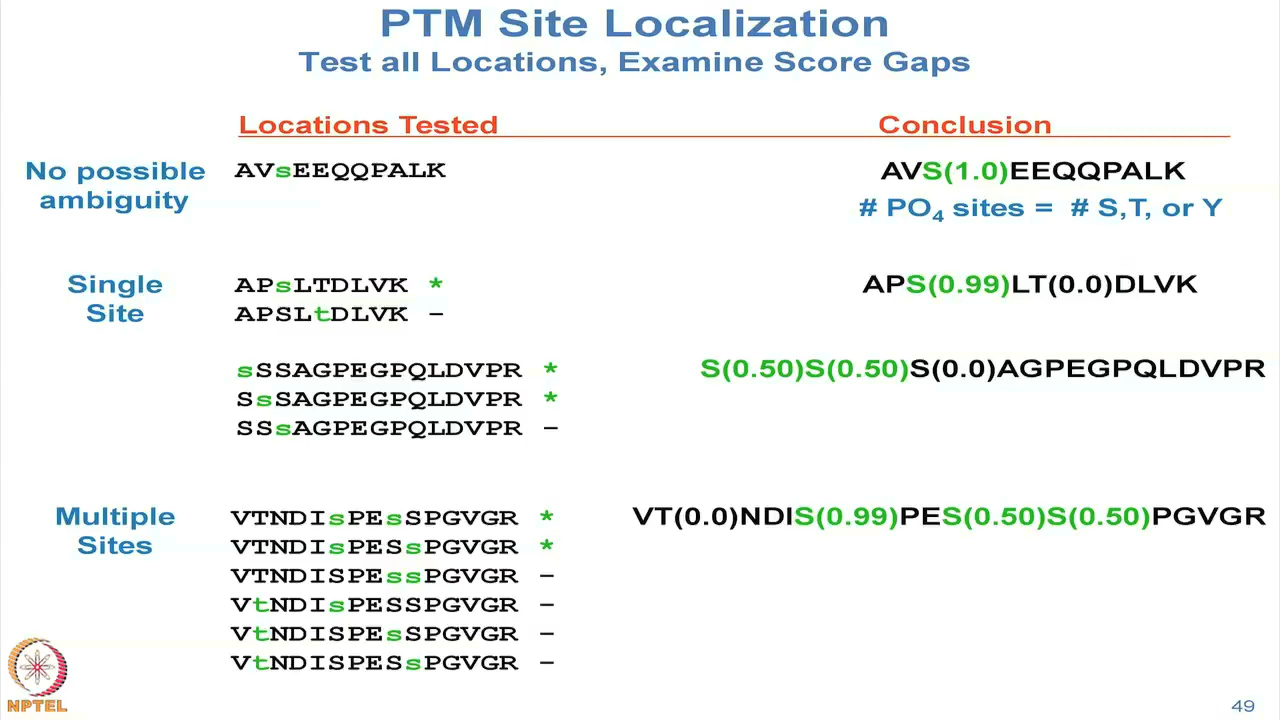 PTM Site Localization
Test all Locations, Examine Score Gaps
Locations Tested
Conclusion
No possible
ambiguity
AVsEEQQPALK
AVS(1.0)EEQQPALK
# PO4 sites = # S,T, or Y
Single
Site
APsLTDLVK *
APSLtDLVK –
APS(0.99)LT(0.0)DLVK
sSSAGPEGPQLDVPR *
SsSAGPEGPQLDVPR *
SSsAGPEGPQLDVPR –
S(0.50)S(0.50)S(0.0)AGPEGPQLDVPR
Multiple
Sites
VTNDIsPEsSPGVGR *
VTNDIsPESsPGVGR *
VTNDISPEssPGVGR –
VtNDIsPESSPGVGR –
VtNDISPEsSPGVGR –
VtNDISPESsPGVGR –
VT(0.0)NDIS(0.99)PES(0.50)S(0.50)PGVGR
NPTEL
49